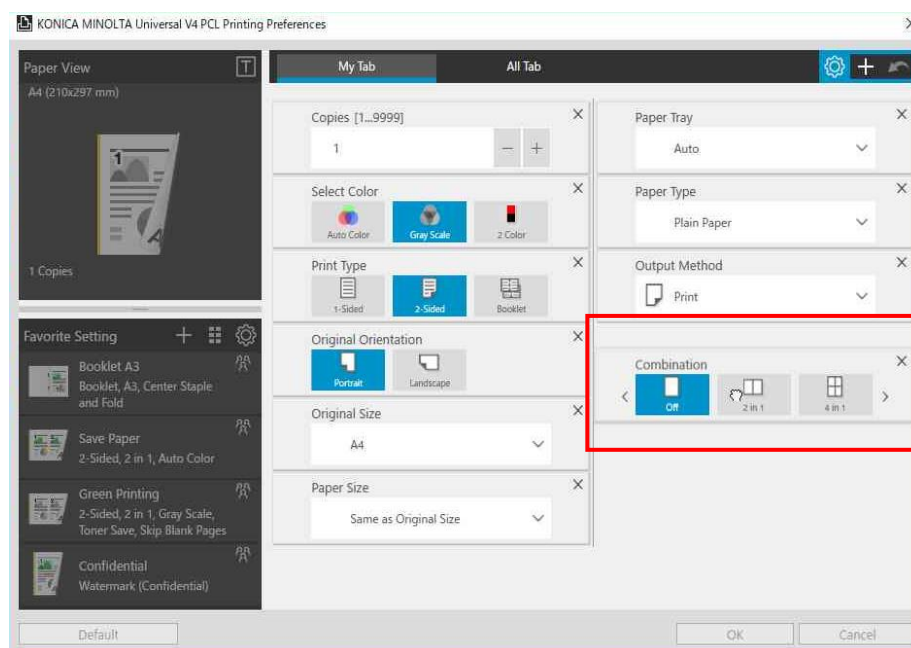 KONICA MINOLTA Universal V4 PCL Printing Preferences
Paper View
T
A4 (210x297 mm)
1
1 Copies
Favorite Setting
Booklet A3
Booklet, A3, Center Staple
and Fold
Save Paper
2-Sided, 2 in 1, Auto Color
Green Printing
2-Sided, 2 in 1, Gray Scale,
Toner Save, Skip Blank Pages
Confidential
Watermark (Confidential)
My Tab
All Tab
Copies [1...9999]
1
Select Color
Auto Color
Gray Scale
2 Color
Print Type
1-Sided
2-Sided
Booklet
Original Orientation
Portrait
Landscape
Original Size
A4
Paper Size
Same as Original Size
Paper Tray
Auto
Paper Type
Plain Paper
Output Method
Print
Combination
Off
2 in 1
4 in 1
Default
OK
Cancel